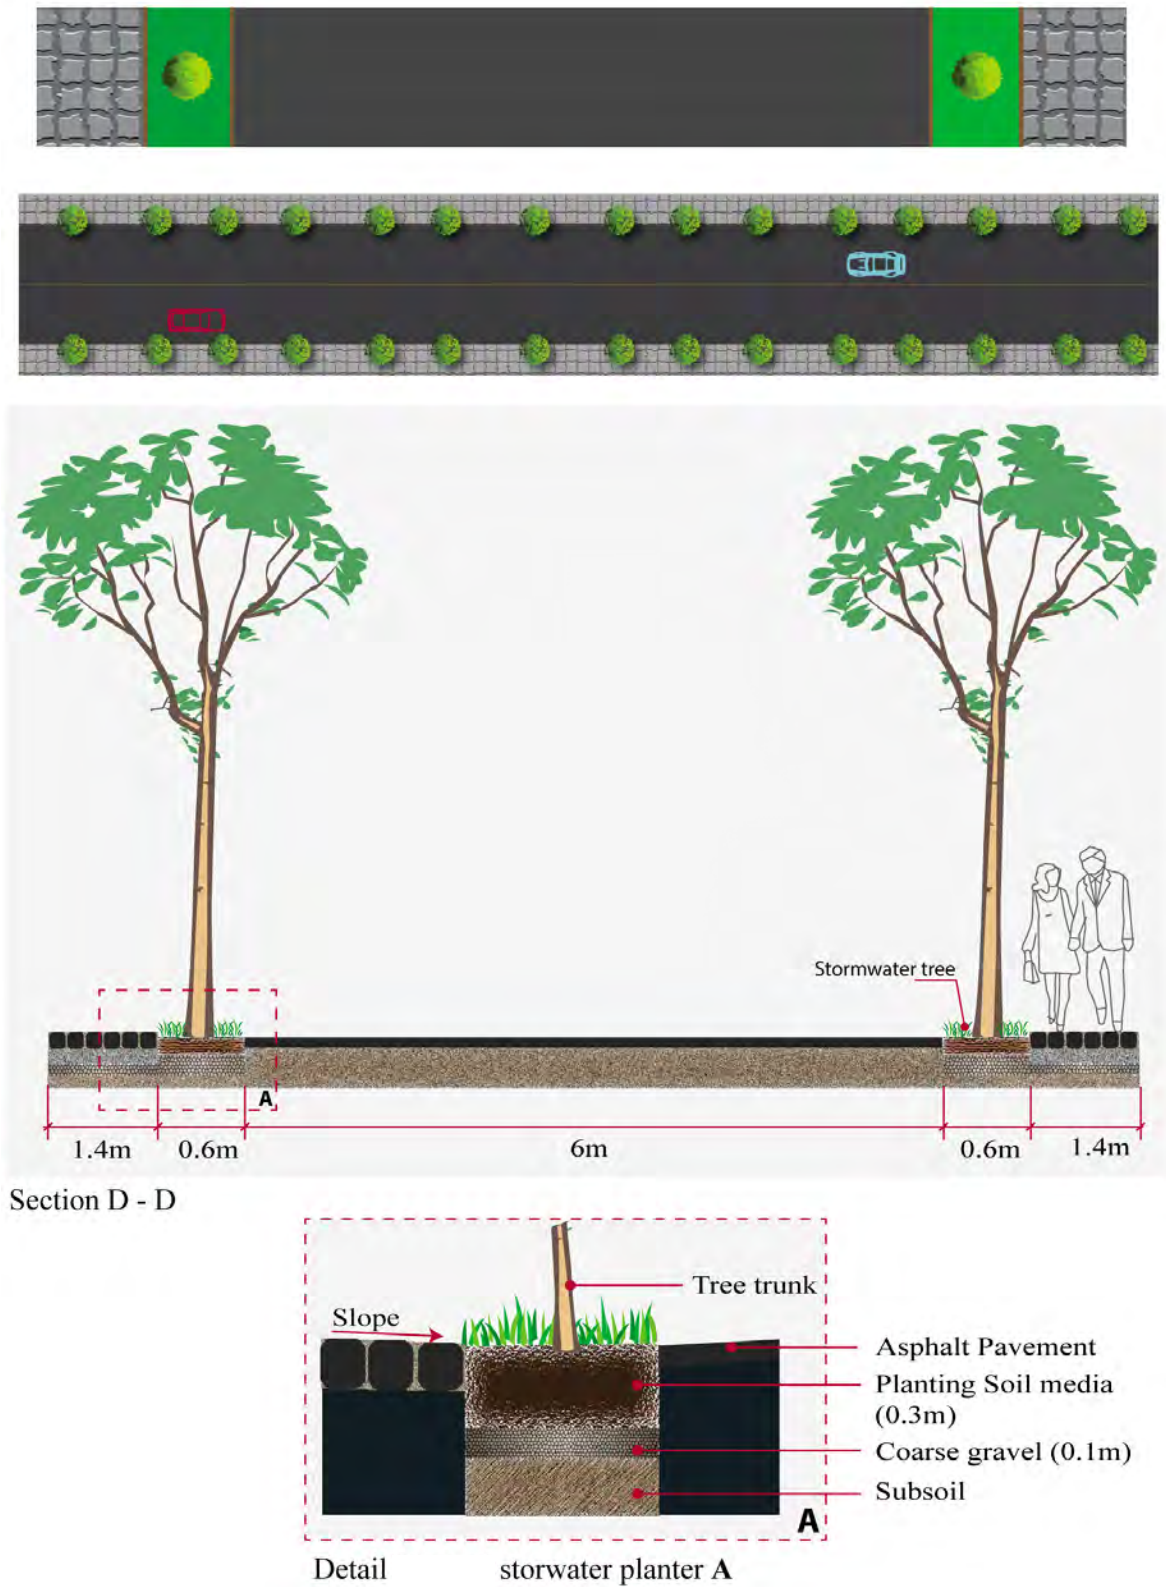 Stormwater tree
A
1.4m 0.6m 6m 0.6m 1.4m
Section D - D
Tree trunk
Slope
Asphalt Pavement
Planting Soil media
(0.3m)
Coarse gravel (0.1m)
Subsoil
A
Detail storwater planter A